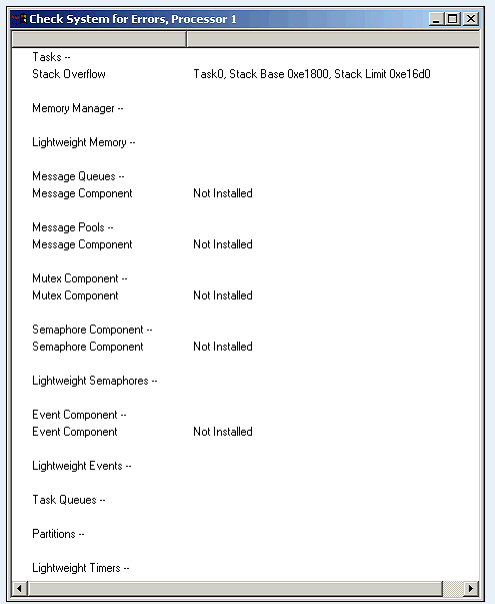 Check System for Errors, Processor 1
Tasks --
Stack Overflow Task0, Stack Base 0xe1800, Stack Limit 0xe16d0
Memory Manager --
Lightweight Memory --
Message Queues --
Message Component Not Installed
Message Pools --
Message Component Not Installed
Mutex Component --
Mutex Component Not Installed
Semaphore Component --
Semaphore Component Not Installed
Lightweight Semaphores --
Event Component --
Event Component Not Installed
Lightweight Events --
Task Queues --
Partitions --
Lightweight Timers --